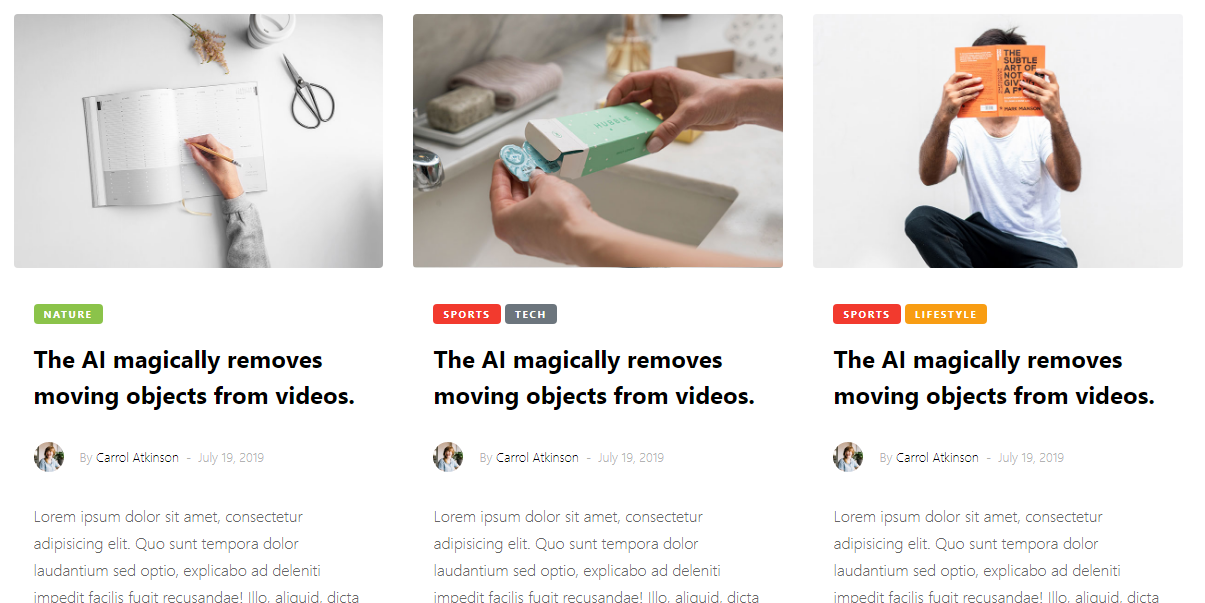 HUBBLE
THE
SUBTLE
ART OF
NOT
A F
MARK MANSON
NATURE
The AI magically removes
moving objects from videos.
By Carrol Atkinson - July 19, 2019
Lorem ipsum dolor sit amet, consectetur
adipisicing elit. Quo sunt tempora dolor
laudantium sed optio, explicabo ad deleniti
impedit facilis fugit recusandae! Illo, aliquid, dicta
SPORTS TECH
The AI magically removes
moving objects from videos.
By Carrol Atkinson - July 19, 2019
Lorem ipsum dolor sit amet, consectetur
adipisicing elit. Quo sunt tempora dolor
laudantium sed optio, explicabo ad deleniti
impedit facilis fugit recusandae! Illo, aliquid, dicta
SPORTS LIFESTYLE
The AI magically removes
moving objects from videos.
By Carrol Atkinson - July 19, 2019
Lorem ipsum dolor sit amet, consectetur
adipisicing elit. Quo sunt tempora dolor
laudantium sed optio, explicabo ad deleniti
impedit facilis fugit recusandae! Illo, aliquid, dicta